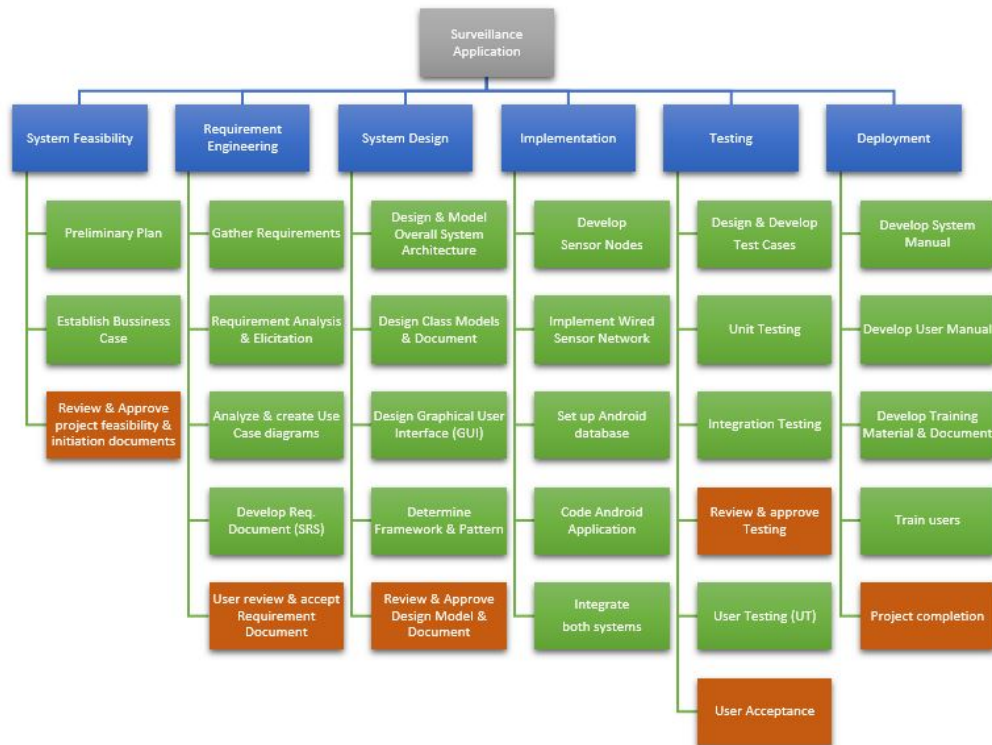 Surveillance
Application
System Feasibility
Requirement
Engineering
System Design
Implementation
Testing
Deployment
Preliminary Plan
Establish Bussiness
Case
Review & Approve
project feasibility &
initiation documents
Gather Requirements
Requirement Analysis
& Elicitation
Analyze & create Use
Case diagrams
Develop Req.
Document (SRS)
User review & accept
Requirement
Document
Design & Model
Overall System
Architecture
Design Class Models
& Document
Design Graphical User
Interface (GUI)
Determine
Framework & Pattern
Review & Approve
Design Model &
Document
Develop
Sensor Nodes
Implement Wired
Sensor Network
Set up Android
database
Code Android
Application
Integrate
both systems
Design & Develop
Test Cases
Unit Testing
Integration Testing
Review & approve
Testing
User Testing (UT)
User Acceptance
Develop System
Manual
Develop User Manual
Develop Training
Material & Document
Train users
Project completion